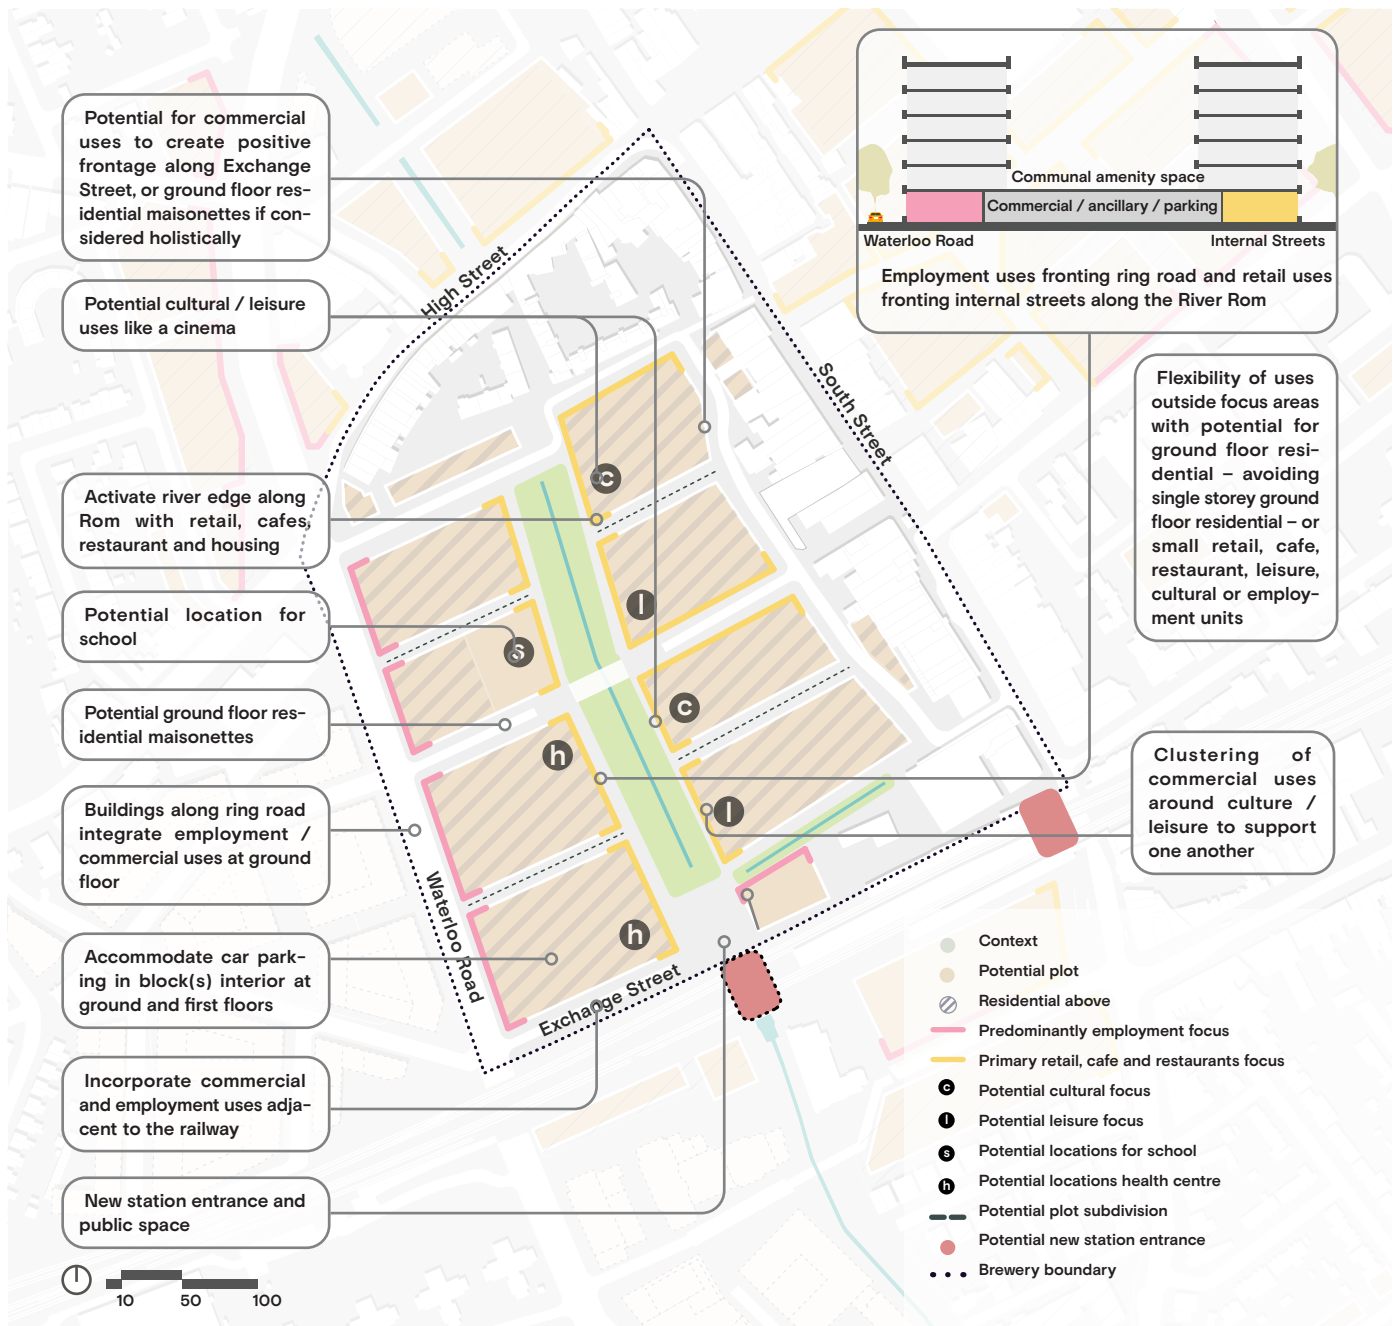 Potential for commercial
uses to create positive
frontage along Exchange
Street, or ground floor res-
idential maisonettes if con-
sidered holistically
Potential cultural / leisure
uses like a cinema
Activate river edge along
Rom with retail, cafes,
restaurant and housing
Potential location for
school
Potential ground floor res-
idential maisonettes
Buildings along ring road
integrate employment /
commercial uses at ground
floor
Accommodate car park-
ing in block(s) interior at
ground and first floors
Incorporate commercial
and employment uses adja-
cent to the railway
New station entrance and
public space
10 50 100
High Street
South Street
Waterloo Road
Exchange Street
c
l
s
c
h
l
h
Communal amenity space
Commercial / ancillary / parking
Waterloo Road
Internal Streets
Employment uses fronting ring road and retail uses
fronting internal streets along the River Rom
Flexibility of uses
outside focus areas
with potential for
ground floor resi-
dential – avoiding
single storey ground
floor residential – or
small retail, cafe,
restaurant, leisure,
cultural or employ-
ment units
Clustering of
commercial uses
around culture /
leisure to support
one another
Context
Potential plot
Residential above
Predominantly employment focus
Primary retail, cafe and restaurants focus
c Potential cultural focus
l Potential leisure focus
s Potential locations for school
h Potential locations health centre
Potential plot subdivision
Potential new station entrance
Brewery boundary